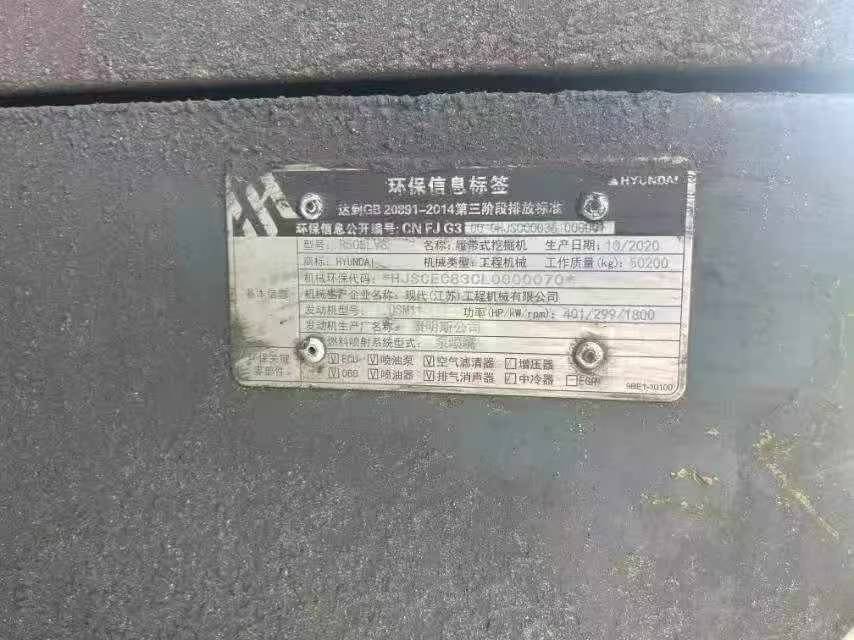 环保信息标签
HYUNDAI
达到GB 20891-2014第三阶段排放标准
环保信息公开编号: CN FJ G3
型号: 名称: 履带式挖掘机 生产日期: 10/2020
商标: HYUNDAI 机械类型: 工程机械 工作质量(kg): 50200
机械环保代码: *HJSCEC83CL0000070*
基本信息
机械生产企业名称: 现代(江苏)工程机械有限公司
发动机型号: QSM11 功率(HP/kW/rpm): 401/299/1800
发动机生产厂名称: 康明斯公司
燃料喷射系统型式: 泵喷嘴
环保关键 ECU 喷油泵 空气滤清器 增压器
零部件: OBD 喷油器 排气消声器 中冷器 EGR
9BE1-10100